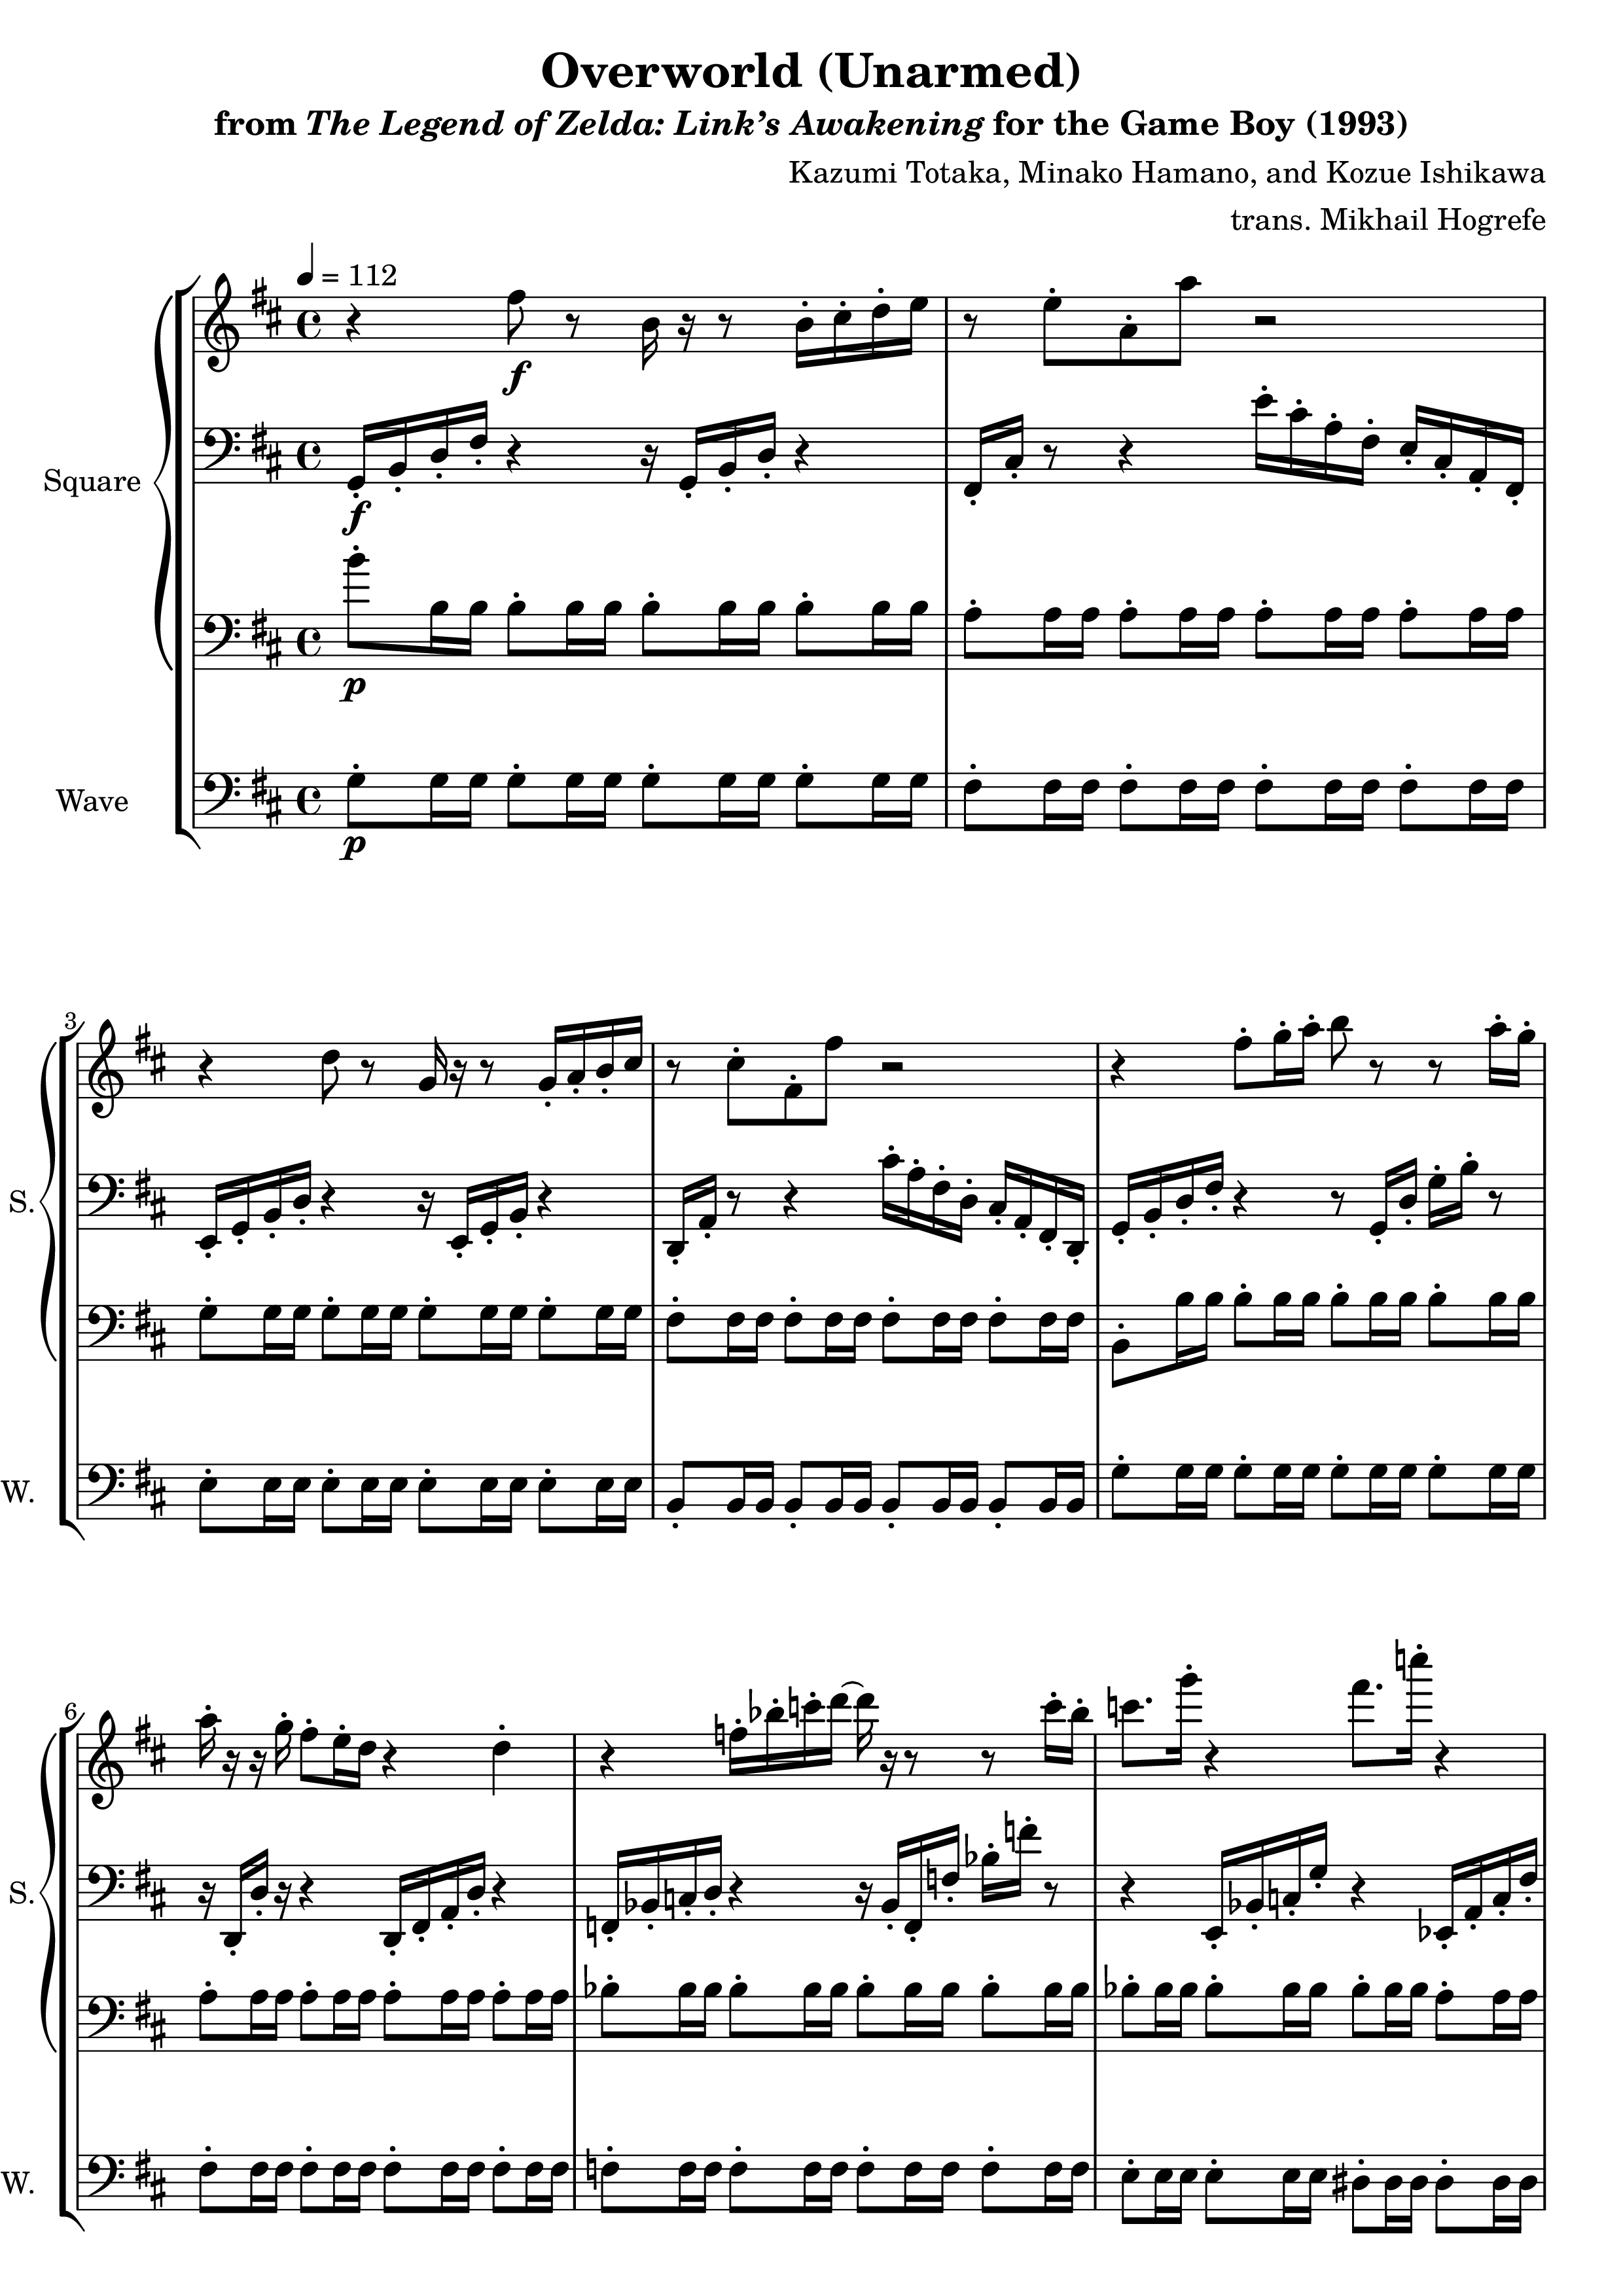 Overworld (Unarmed)
from The Legend of Zelda: Link’s Awakening for the Game Boy (1993)
Kazumi Totaka, Minako Hamano, and Kozue Ishikawa
trans. Mikhail Hogrefe
= 112
f
Square
f
p
Wave
p
3
S.
W.
6
S.
W.